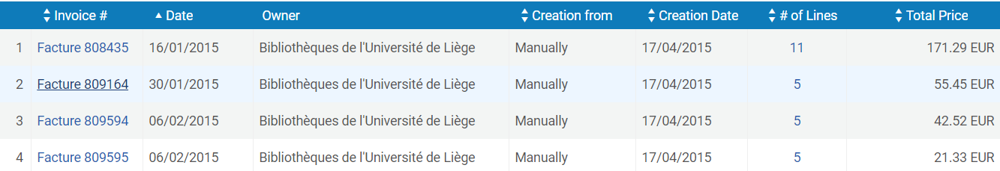 Invoice # Date Owner Creation from Creation Date # of Lines Total Price
1 Facture 808435 16/01/2015 Bibliothèques de l'Université de Liège Manually 17/04/2015 11 171.29 EUR
2 Facture 809164 30/01/2015 Bibliothèques de l'Université de Liège Manually 17/04/2015 5 55.45 EUR
3 Facture 809594 06/02/2015 Bibliothèques de l'Université de Liège Manually 17/04/2015 5 42.52 EUR
4 Facture 809595 06/02/2015 Bibliothèques de l'Université de Liège Manually 17/04/2015 5 21.33 EUR